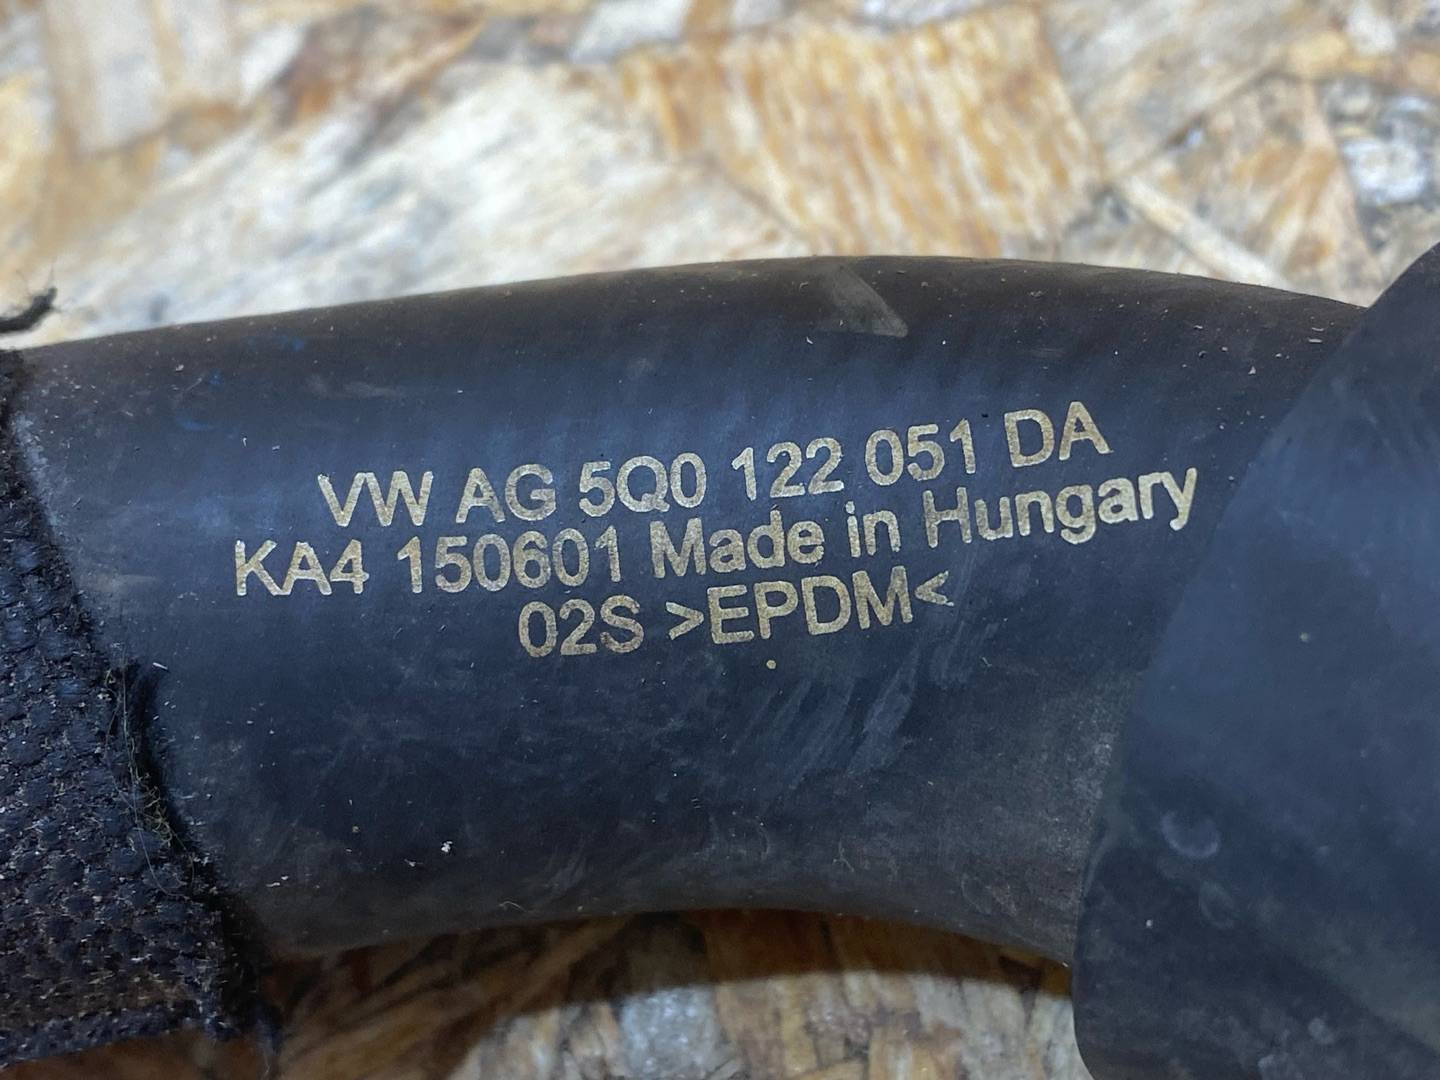 VW AG 5Q0 122 051 DA
KA4 150601 Made in Hungary
02S >EPDM<